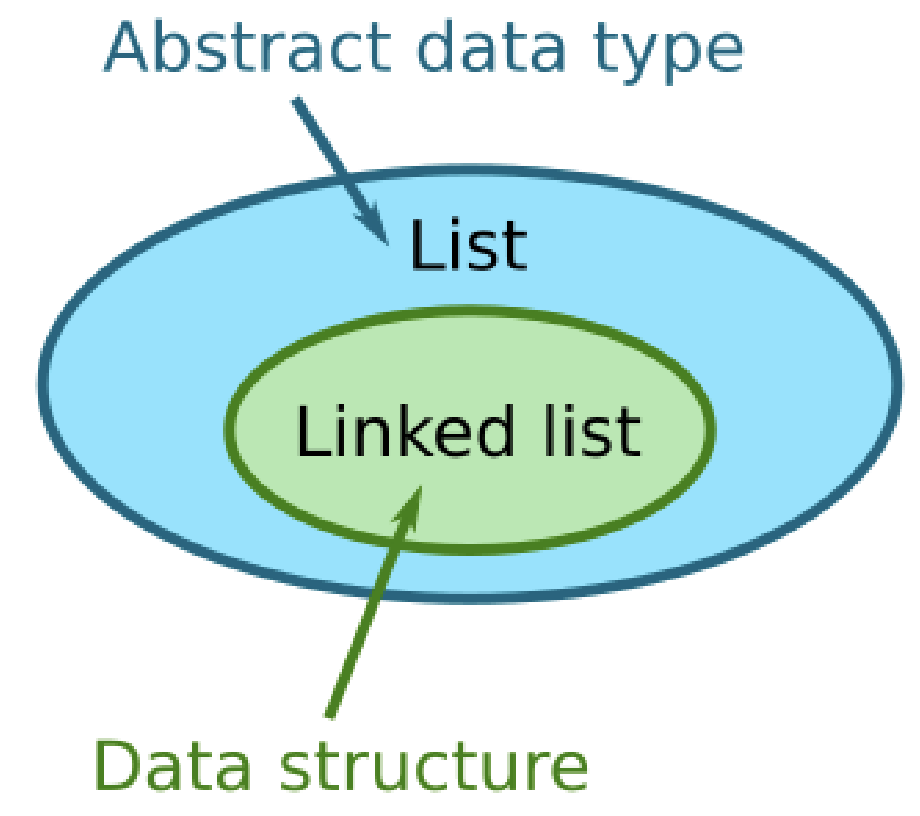 Abstract data type
List
Linked list
Data structure